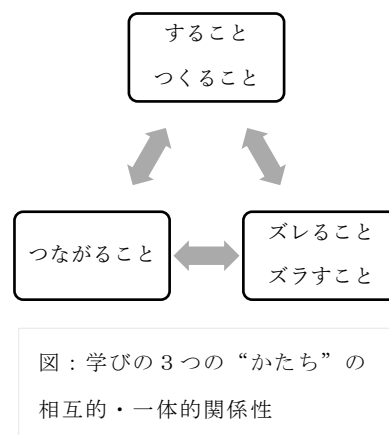 すること
つくること
つながること
ズレること
ズラすこと
図：学びの３つの“かたち”の
相互的・一体的関係性